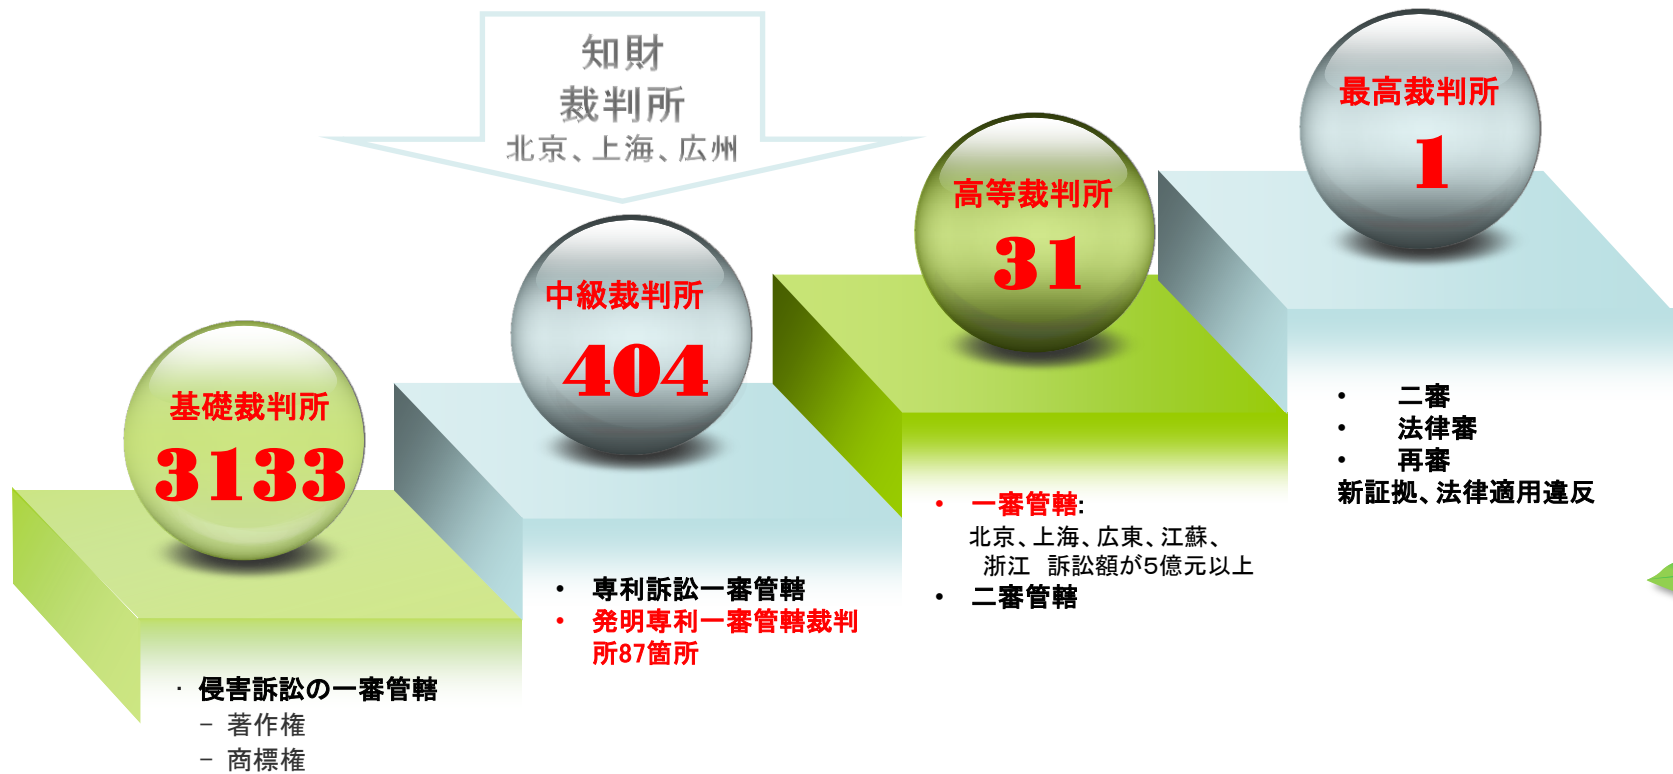 知財
裁判所
北京、上海、広州
最高裁判所
1
高等裁判所
31
中級裁判所
404
基礎裁判所
3133
• 二審
• 法律審
• 再審
新証拠、法律適用違反
• 一審管轄:
北京、上海、広東、江蘇、
浙江 訴訟額が5億元以上
• 二審管轄
• 専利訴訟一審管轄
• 発明専利一審管轄裁判
所87箇所
· 侵害訴訟の一審管轄
– 著作権
– 商標権